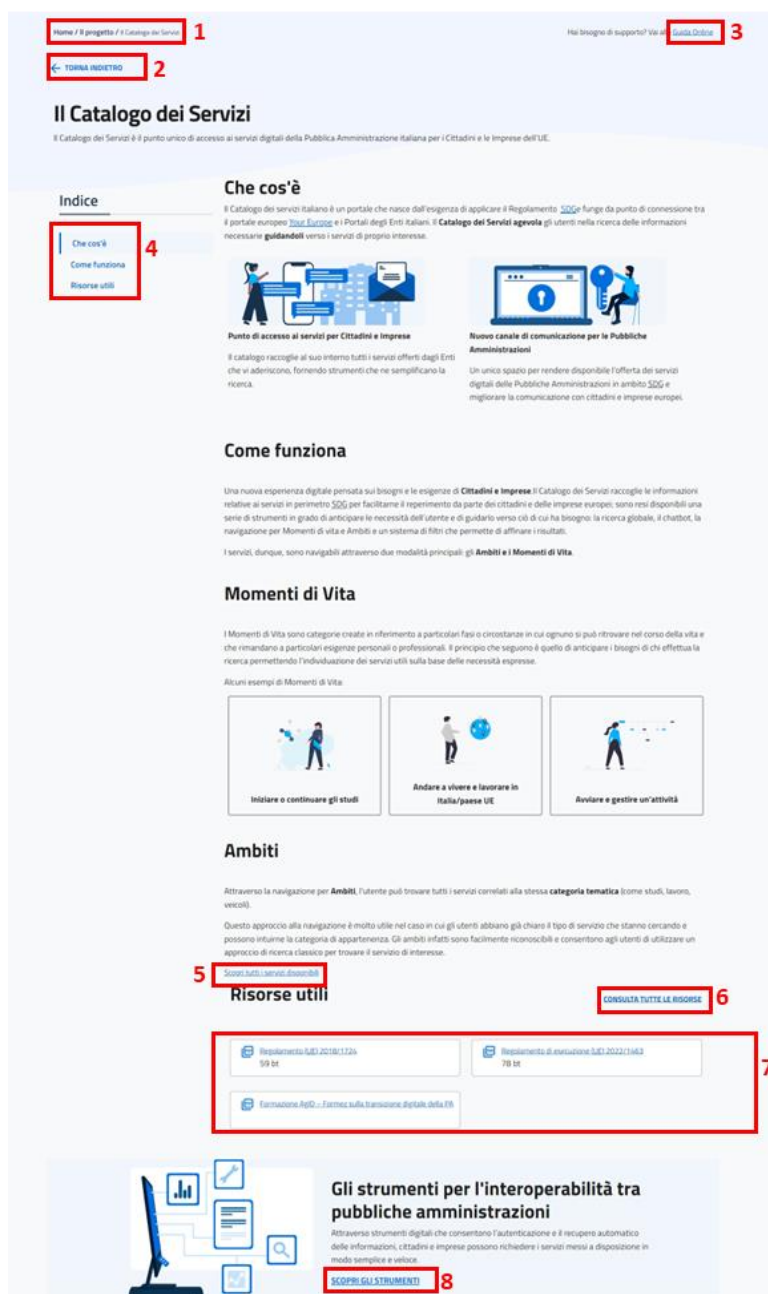 Home / Il progetto / Il Catalogo dei Servizi
1
Hai bisogno di supporto? Vai alla Guida Online
3
← TORNA INDIETRO
2
Il Catalogo dei Servizi
Il Catalogo dei Servizi è il punto unico di accesso ai servizi digitali della Pubblica Amministrazione italiana per i Cittadini e le Imprese dell'UE.
Indice
Che cos'è
Come funziona
Risorse utili
4
Che cos'è
Il Catalogo dei servizi italiano è un portale che nasce dall'esigenza di applicare il Regolamento SDGe funge da punto di connessione tra
il portale europeo Your Europe e i Portali degli Enti italiani. Il Catalogo dei Servizi agevola gli utenti nella ricerca delle informazioni
necessarie guidandoli verso i servizi di proprio interesse.
Punto di accesso ai servizi per Cittadini e Imprese
Il catalogo raccoglie al suo interno tutti i servizi offerti dagli Enti
che vi aderiscono, fornendo strumenti che ne semplificano la
ricerca.
Nuovo canale di comunicazione per le Pubbliche
Amministrazioni
Un unico spazio per rendere disponibile l'offerta dei servizi
digitali delle Pubbliche Amministrazioni in ambito SDG e
migliorare la comunicazione con cittadini e imprese europei.
Come funziona
Una nuova esperienza digitale pensata sui bisogni e le esigenze di Cittadini e Imprese.Il Catalogo dei Servizi raccoglie le informazioni
relative ai servizi in perimetro SDG per facilitarne il reperimento da parte dei cittadini e delle imprese europei; sono resi disponibili una
serie di strumenti in grado di anticipare le necessità dell'utente e di guidarlo verso ciò di cui ha bisogno: la ricerca globale, il chatbot, la
navigazione per Momenti di vita e Ambiti e un sistema di filtri che permette di affinare i risultati.
I servizi, dunque, sono navigabili attraverso due modalità principali: gli Ambiti e i Momenti di Vita.
Momenti di Vita
I Momenti di Vita sono categorie create in riferimento a particolari fasi o circostanze in cui ognuno si può ritrovare nel corso della vita e
che rimandano a particolari esigenze personali o professionali. Il principio che seguono è quello di anticipare i bisogni di chi effettua la
ricerca permettendo l'individuazione dei servizi utili sulla base delle necessità espresse.
Alcuni esempi di Momenti di Vita:
Iniziare o continuare gli studi
Andare a vivere e lavorare in
Italia/paese UE
Avviare e gestire un'attività
Ambiti
Attraverso la navigazione per Ambiti, l'utente può trovare tutti i servizi correlati alla stessa categoria tematica (come studi, lavoro,
veicoli).
Questo approccio alla navigazione è molto utile nel caso in cui gli utenti abbiano già chiaro il tipo di servizio che stanno cercando e
possono intuirne la categoria di appartenenza. Gli ambiti infatti sono facilmente riconoscibili e consentono agli utenti di utilizzare un
approccio di ricerca classico per trovare il servizio di interesse.
5
Scopri tutti i servizi disponibili
Risorse utili
CONSULTA TUTTE LE RISORSE
6
Regolamento (UE) 2018/1724
59 bt
Regolamento di esecuzione (UE) 2022/1463
78 bt
7
Formazione AgID – Formez sulla transizione digitale della PA
Gli strumenti per l'interoperabilità tra
pubbliche amministrazioni
Attraverso strumenti digitali che consentono l'autenticazione e il recupero automatico
delle informazioni, cittadini e imprese possono richiedere i servizi messi a disposizione in
modo semplice e veloce.
SCOPRI GLI STRUMENTI
8